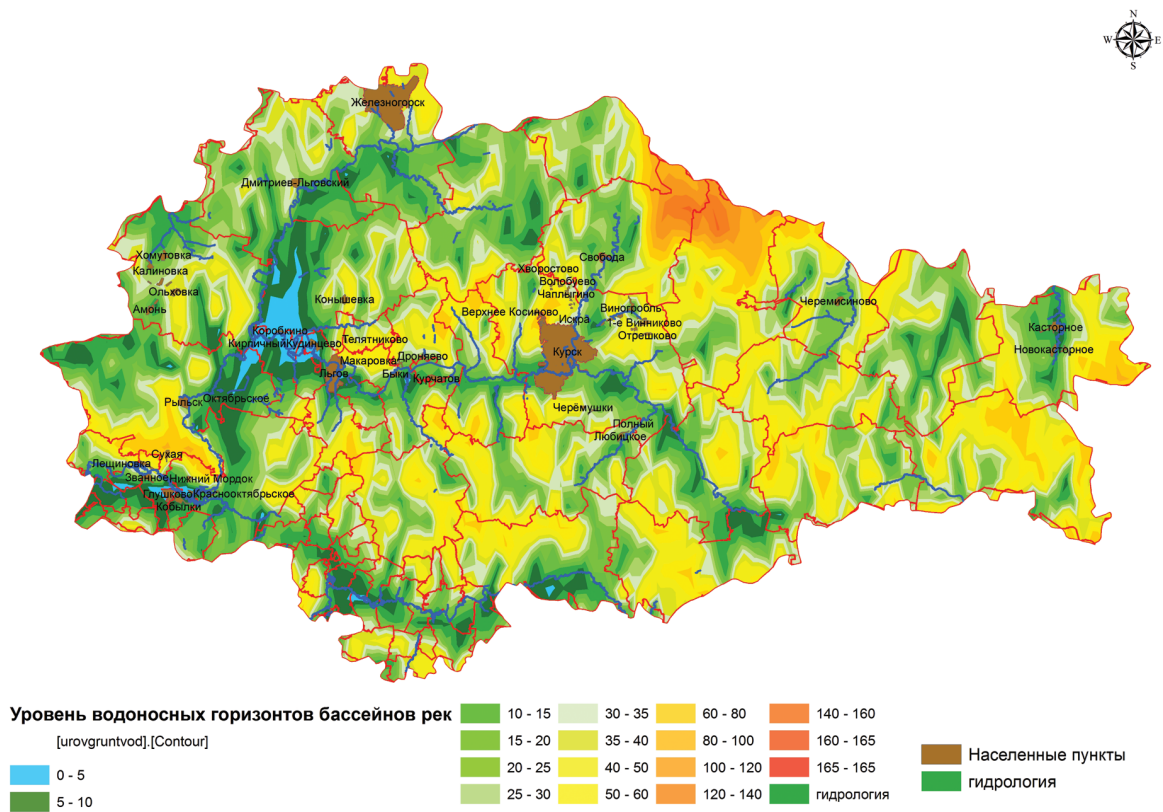 N
W E
S
Железногорск
Дмитриев-Льговский
Хомутовка
Калиновка
Ольховка
Амонь
Свобода
Хворостово
Волобуево
Чаплыгино
Конышевка
Верхнее Косиново
Искра
Виногробль
1-е Винниково
Отрешково
Черемисиново
Касторное
Новокасторное
Коробкино
Кирпичный
Кудинцево
Телятниково
Макаровка
Дроняево
Льгов
Быки
Курчатов
Курск
Рыльск
Октябрьское
Черёмушки
Полный
Любицкое
Сухая
Лещиновка
Званное
Нижний Мордок
Глушково
Краснооктябрьское
Кобылки
Уровень водоносных горизонтов бассейнов рек
[urovgruntvod].[Contour]
0 - 5
5 - 10
10 - 15
15 - 20
20 - 25
25 - 30
30 - 35
35 - 40
40 - 50
50 - 60
60 - 80
80 - 100
100 - 120
120 - 140
140 - 160
160 - 165
165 - 165
гидрология
Населенные пункты
гидрология